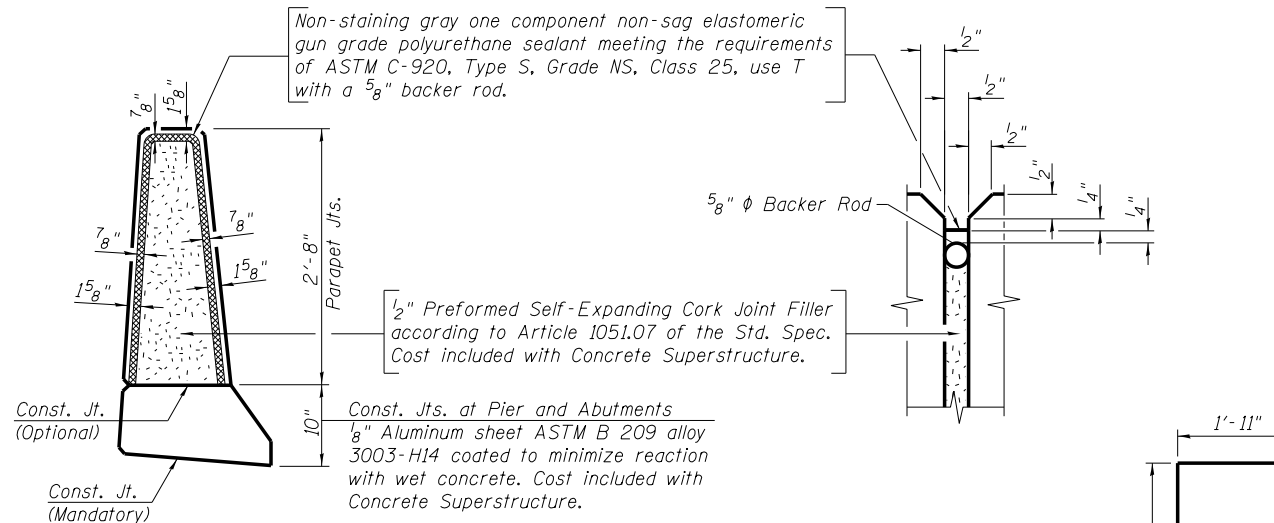 Non-staining gray one component non-sag elastomeric
gun grade polyurethane sealant meeting the requirements
of ASTM C-920, Type S, Grade NS, Class 25, use T
with a 5/8" backer rod.
7/8"
1 5/8"
7/8"
7/8"
1 5/8"
1 5/8"
2'-8"
Parapet Jts.
10"
Const. Jt.
(Optional)
Const. Jt.
(Mandatory)
1/2" Preformed Self-Expanding Cork Joint Filler
according to Article 1051.07 of the Std. Spec.
Cost included with Concrete Superstructure.
Const. Jts. at Pier and Abutments
1/8" Aluminum sheet ASTM B 209 alloy
3003-H14 coated to minimize reaction
with wet concrete. Cost included with
Concrete Superstructure.
1/2"
1/2"
1/2"
1/2"
1/4"
1/4"
5/8" ϕ Backer Rod
1'-11"